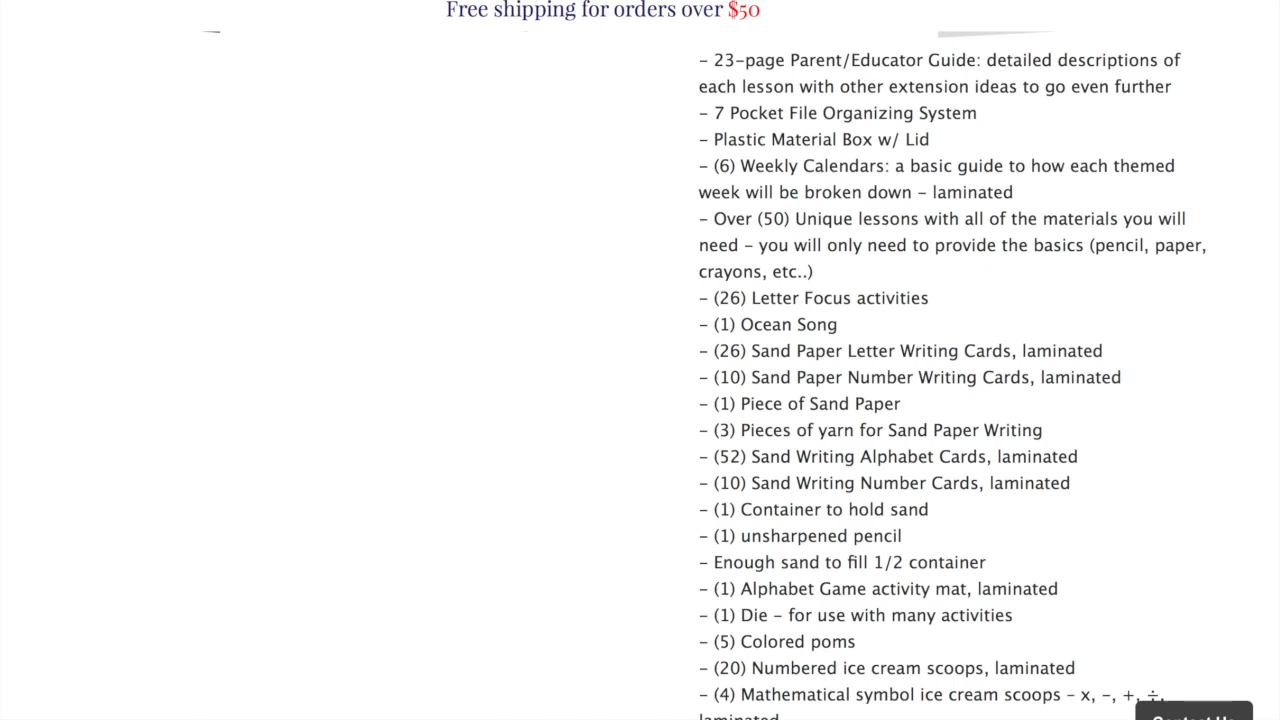 Free shipping for orders over $50
– 23-page Parent/Educator Guide: detailed descriptions of
each lesson with other extension ideas to go even further
– 7 Pocket File Organizing System
– Plastic Material Box w/ Lid
– (6) Weekly Calendars: a basic guide to how each themed
week will be broken down – laminated
– Over (50) Unique lessons with all of the materials you will
need – you will only need to provide the basics (pencil, paper,
crayons, etc..)
– (26) Letter Focus activities
– (1) Ocean Song
– (26) Sand Paper Letter Writing Cards, laminated
– (10) Sand Paper Number Writing Cards, laminated
– (1) Piece of Sand Paper
– (3) Pieces of yarn for Sand Paper Writing
– (52) Sand Writing Alphabet Cards, laminated
– (10) Sand Writing Number Cards, laminated
– (1) Container to hold sand
– (1) unsharpened pencil
– Enough sand to fill 1/2 container
– (1) Alphabet Game activity mat, laminated
– (1) Die – for use with many activities
– (5) Colored poms
– (20) Numbered ice cream scoops, laminated
– (4) Mathematical symbol ice cream scoops – x, –, +, ÷,
laminated
Contact Us